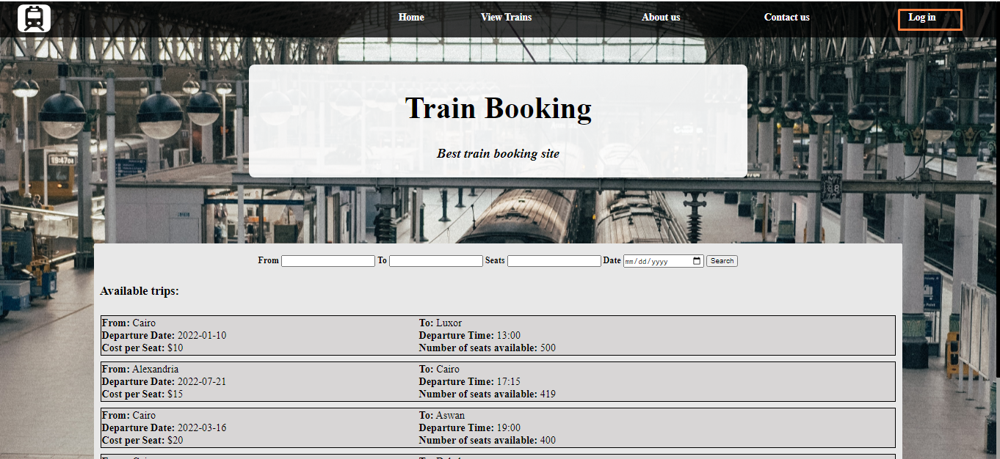 Home View Trains About us Contact us Log in
Train Booking
Best train booking site
19:47
From To Seats Date mm/dd/yyyy Search
Available trips:
From: Cairo To: Luxor
Departure Date: 2022-01-10 Departure Time: 13:00
Cost per Seat: $10 Number of seats available: 500
From: Alexandria To: Cairo
Departure Date: 2022-07-21 Departure Time: 17:15
Cost per Seat: $15 Number of seats available: 419
From: Cairo To: Aswan
Departure Date: 2022-03-16 Departure Time: 19:00
Cost per Seat: $20 Number of seats available: 400